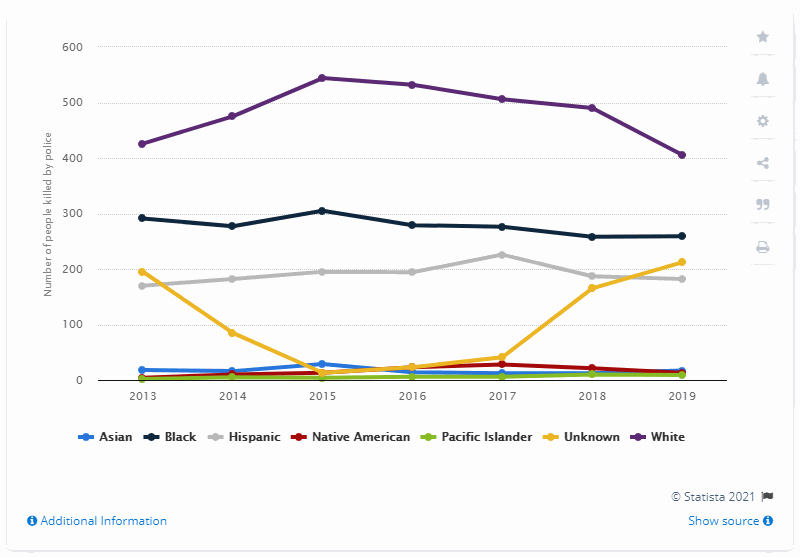 600
500
400
300
200
100
0
Number of people killed by police
2013 2014 2015 2016 2017 2018 2019
Asian Black Hispanic Native American Pacific Islander Unknown White
© Statista 2021
Additional Information Show source